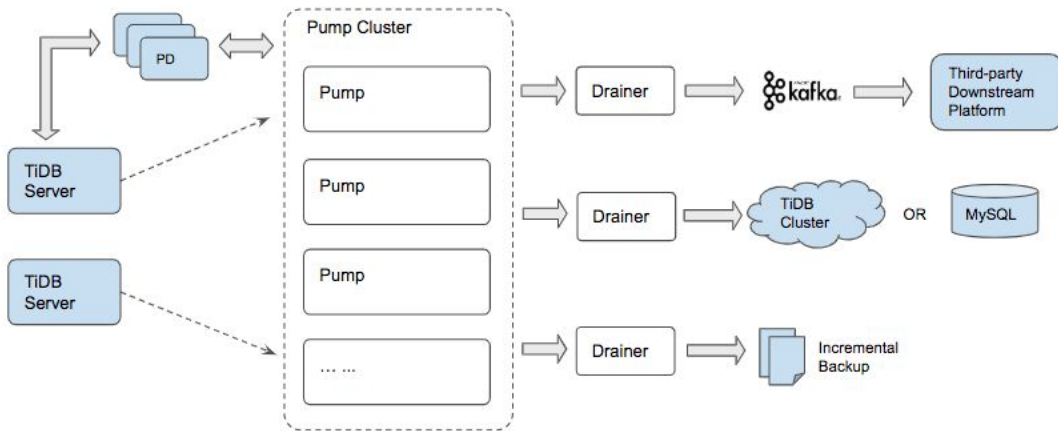 Pump Cluster
PD
Pump
Drainer
kafka
Third-party
Downstream
Platform
TiDB
Server
Pump
Drainer
TiDB
Cluster
OR
MySQL
TiDB
Server
Pump
... ...
Drainer
Incremental
Backup